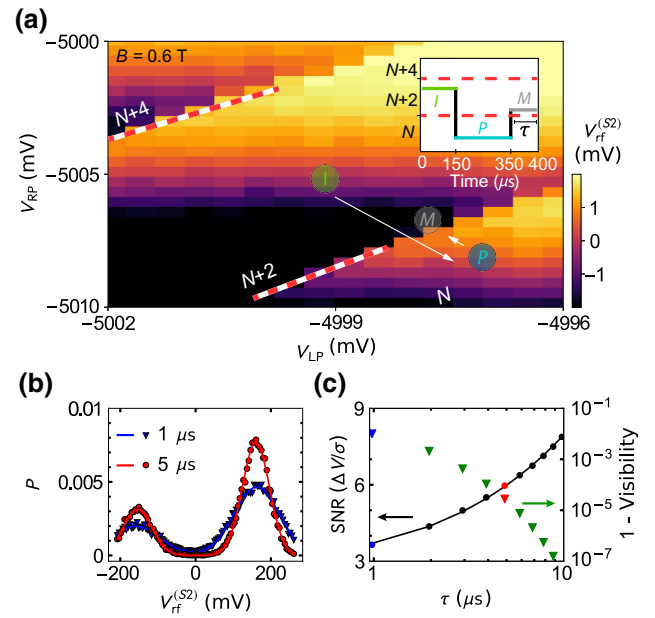 (a)
B = 0.6 T
−5000
−5005
−5010
V_RP (mV)
−5002
−4999
−4996
V_LP (mV)
N+4
N+2
N
I
M
P
N+4
N+2
N
I
P
M
τ
0
150
350
400
Time (μs)
V_rf^(S2)
(mV)
1
0
−1
(b)
0.01
0.005
0
P
1 μs
5 μs
−200
0
200
V_rf^(S2) (mV)
(c)
9
6
3
SNR (Δ V/σ)
10^−1
10^−3
10^−5
10^−7
1 - Visibility
1
10
τ (μs)